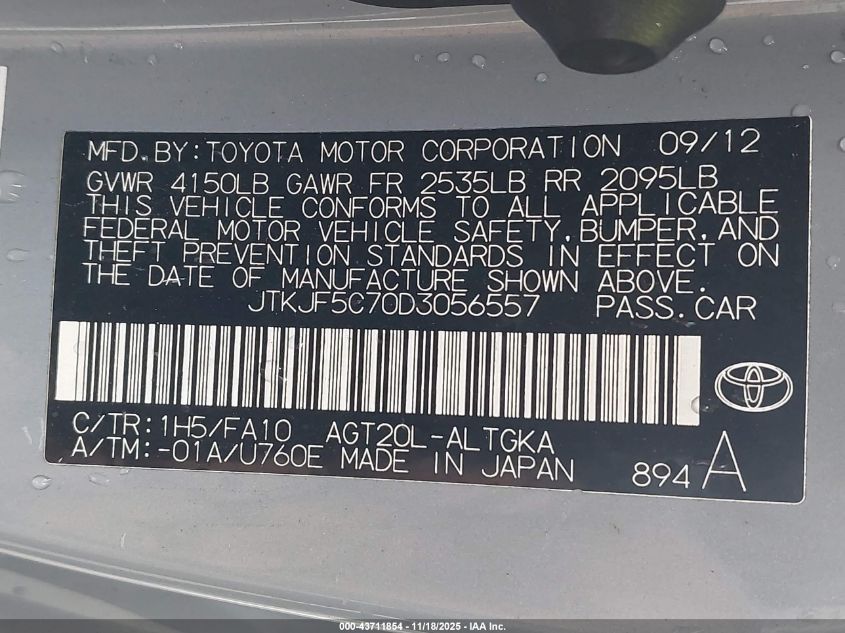 MFD.BY:TOYOTA MOTOR CORPORATION 09/12
GVWR 4150LB GAWR FR 2535LB RR 2095LB
THIS VEHICLE CONFORMS TO ALL APPLICABLE
FEDERAL MOTOR VEHICLE SAFETY,BUMPER,AND
THEFT PREVENTION STANDARDS IN EFFECT ON
THE DATE OF MANUFACTURE SHOWN ABOVE.
JTKJF5C70D3056557 PASS.CAR
C/TR:1H5/FA10 AGT20L-ALTGKA
A/TM:-01A/U760E MADE IN JAPAN 894 A
000-43711854 - 11/18/2025 - IAA Inc.